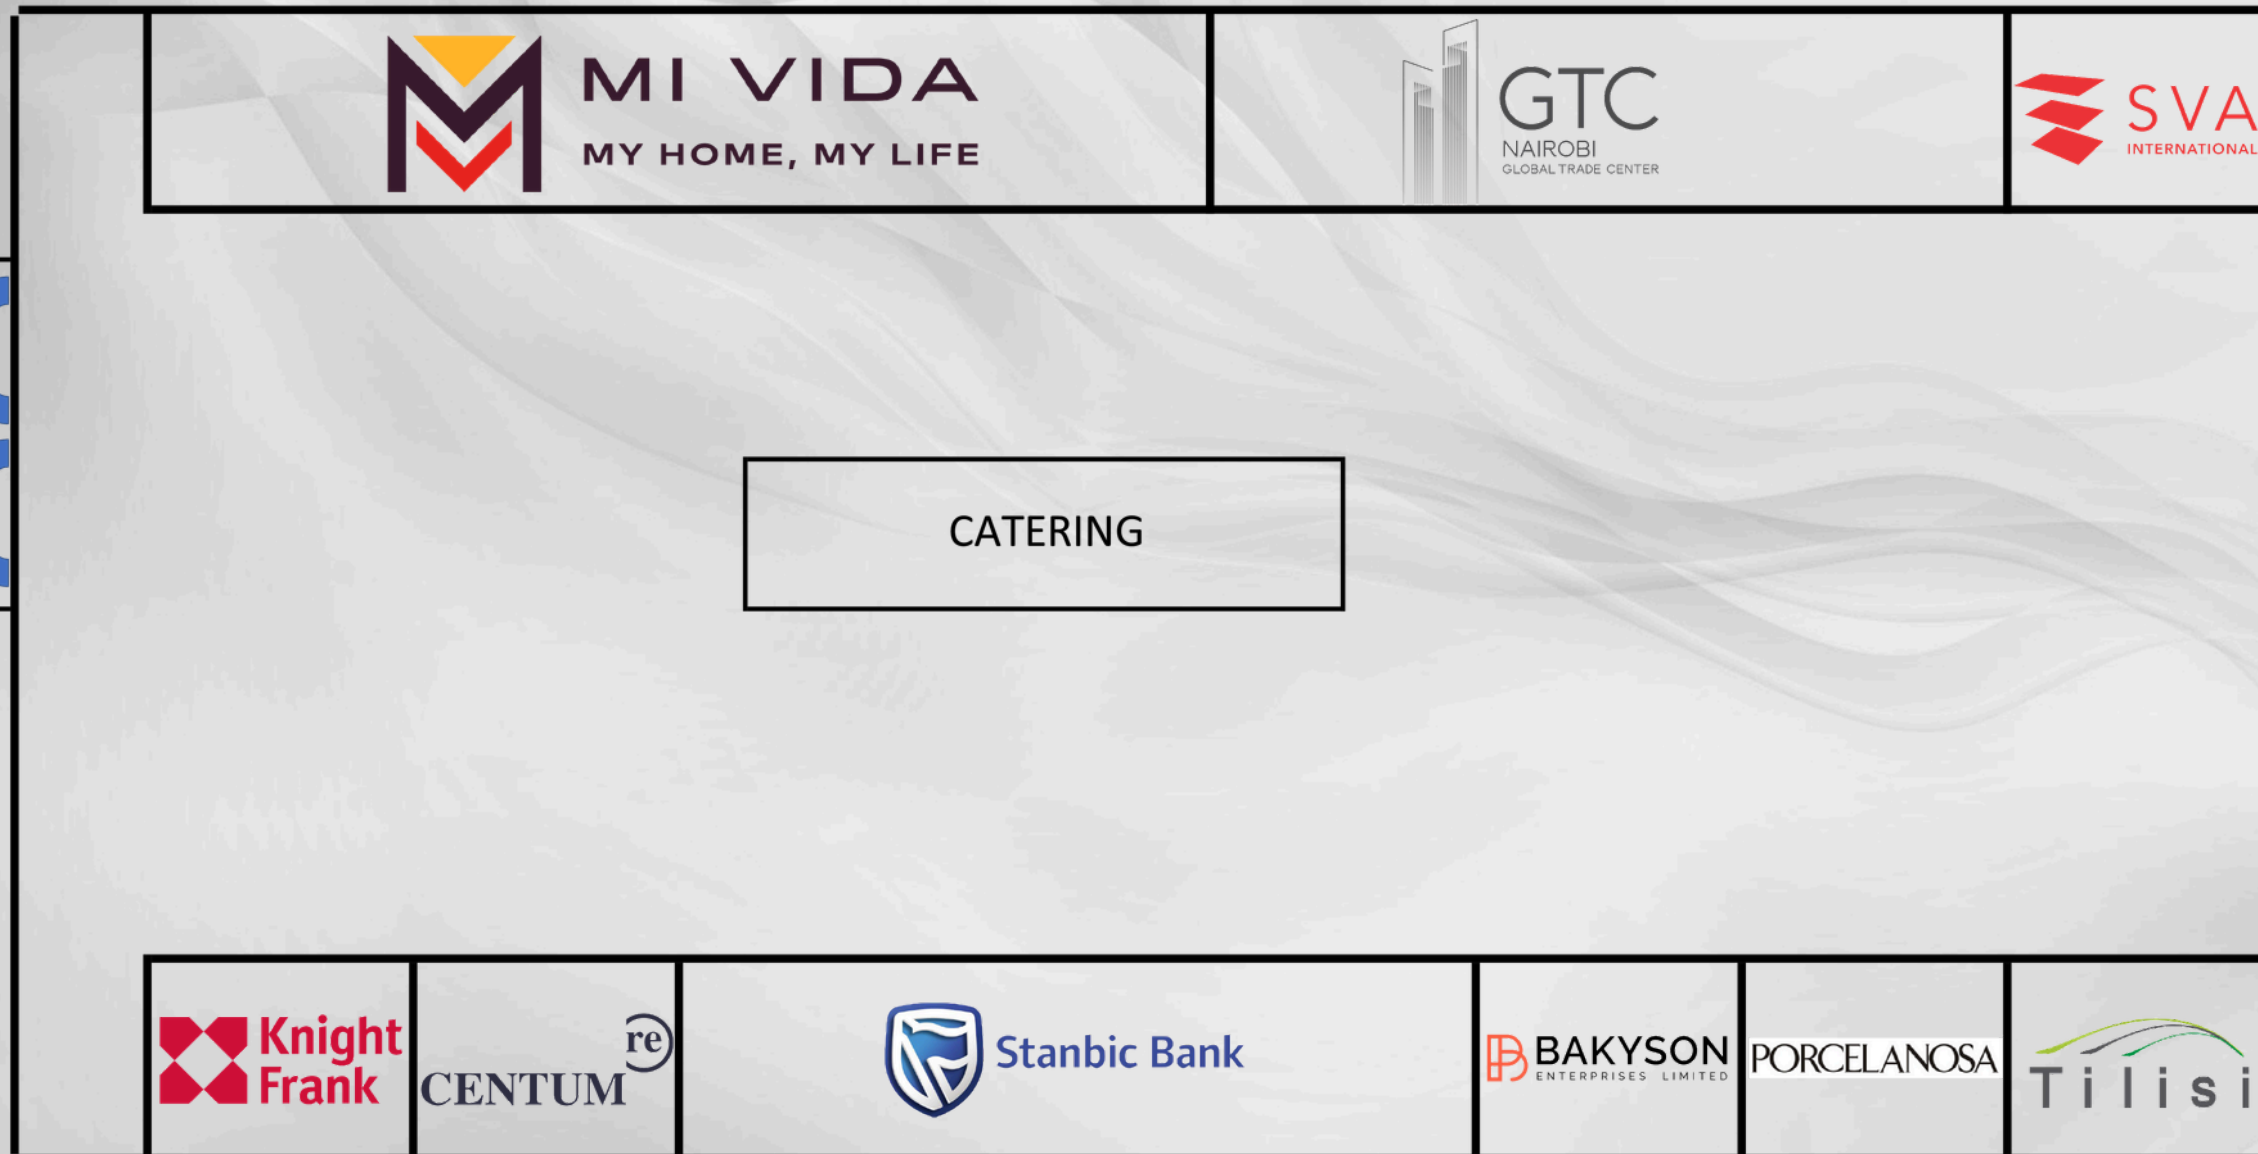 MI VIDA
MY HOME, MY LIFE
GTC
NAIROBI
GLOBAL TRADE CENTER
SVA
INTERNATIONAL
CATERING
Knight
Frank
CENTUM re
Stanbic Bank
BAKYSON
ENTERPRISES LIMITED
PORCELANOSA
Tilisi